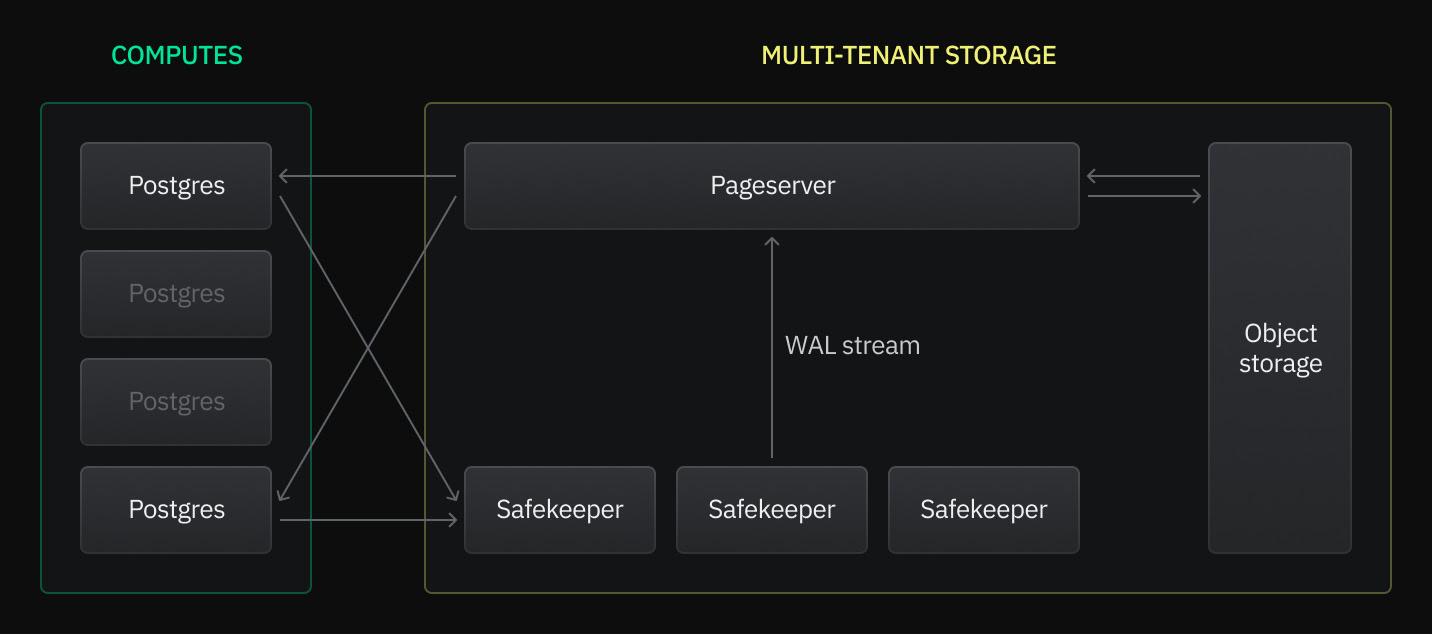 COMPUTES
MULTI-TENANT STORAGE
Postgres
Pageserver
Postgres
WAL stream
Object
storage
Postgres
Postgres
Safekeeper
Safekeeper
Safekeeper